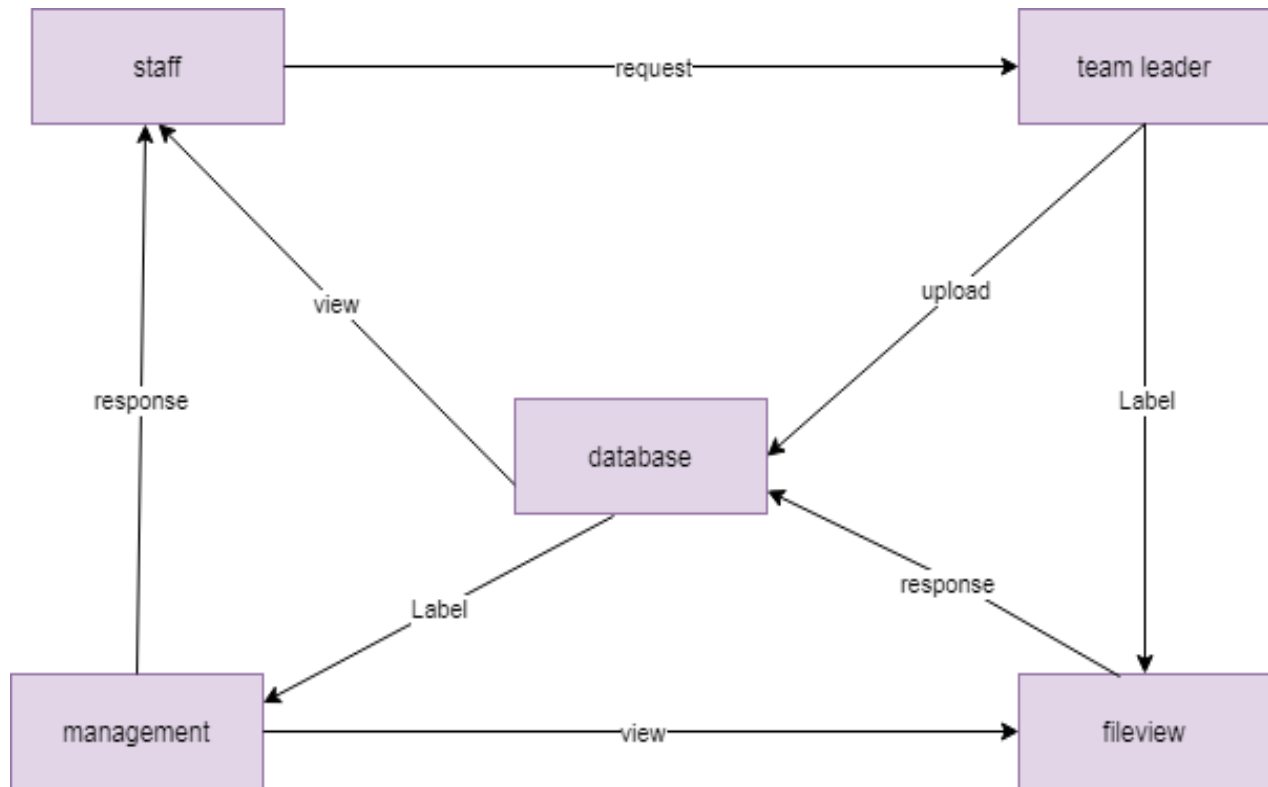 staff
request
team leader
view
upload
response
Label
database
response
Label
management
view
fileview